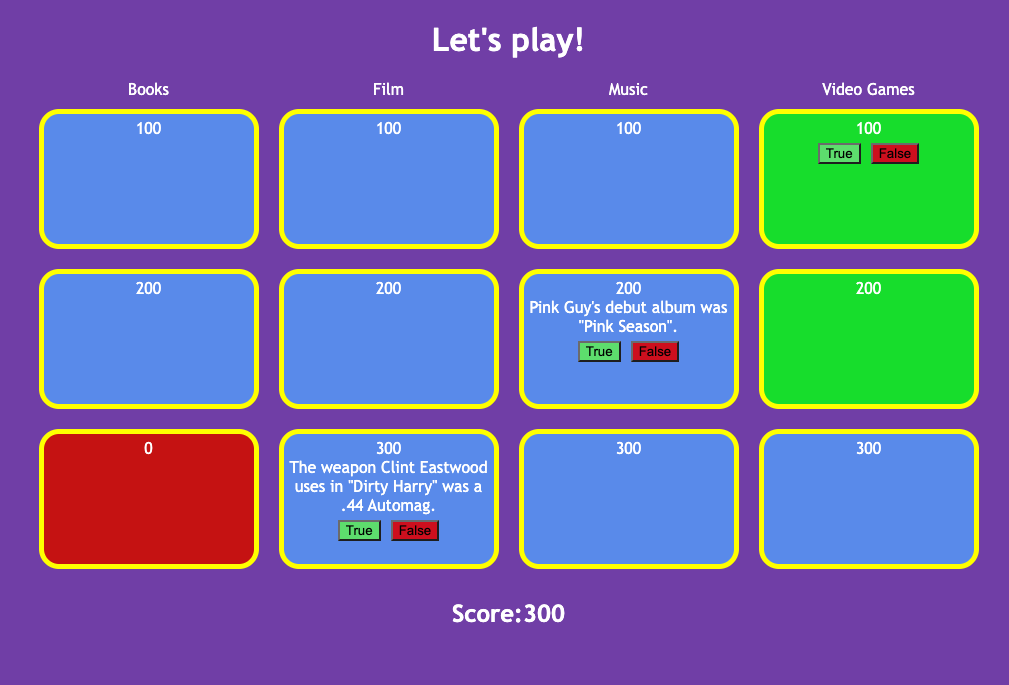 Let's play!
Books
Film
Music
Video Games
100
100
100
100
True
False
200
200
200
Pink Guy's debut album was
"Pink Season".
True
False
200
0
300
The weapon Clint Eastwood
uses in "Dirty Harry" was a
.44 Automag.
True
False
300
300
Score:300